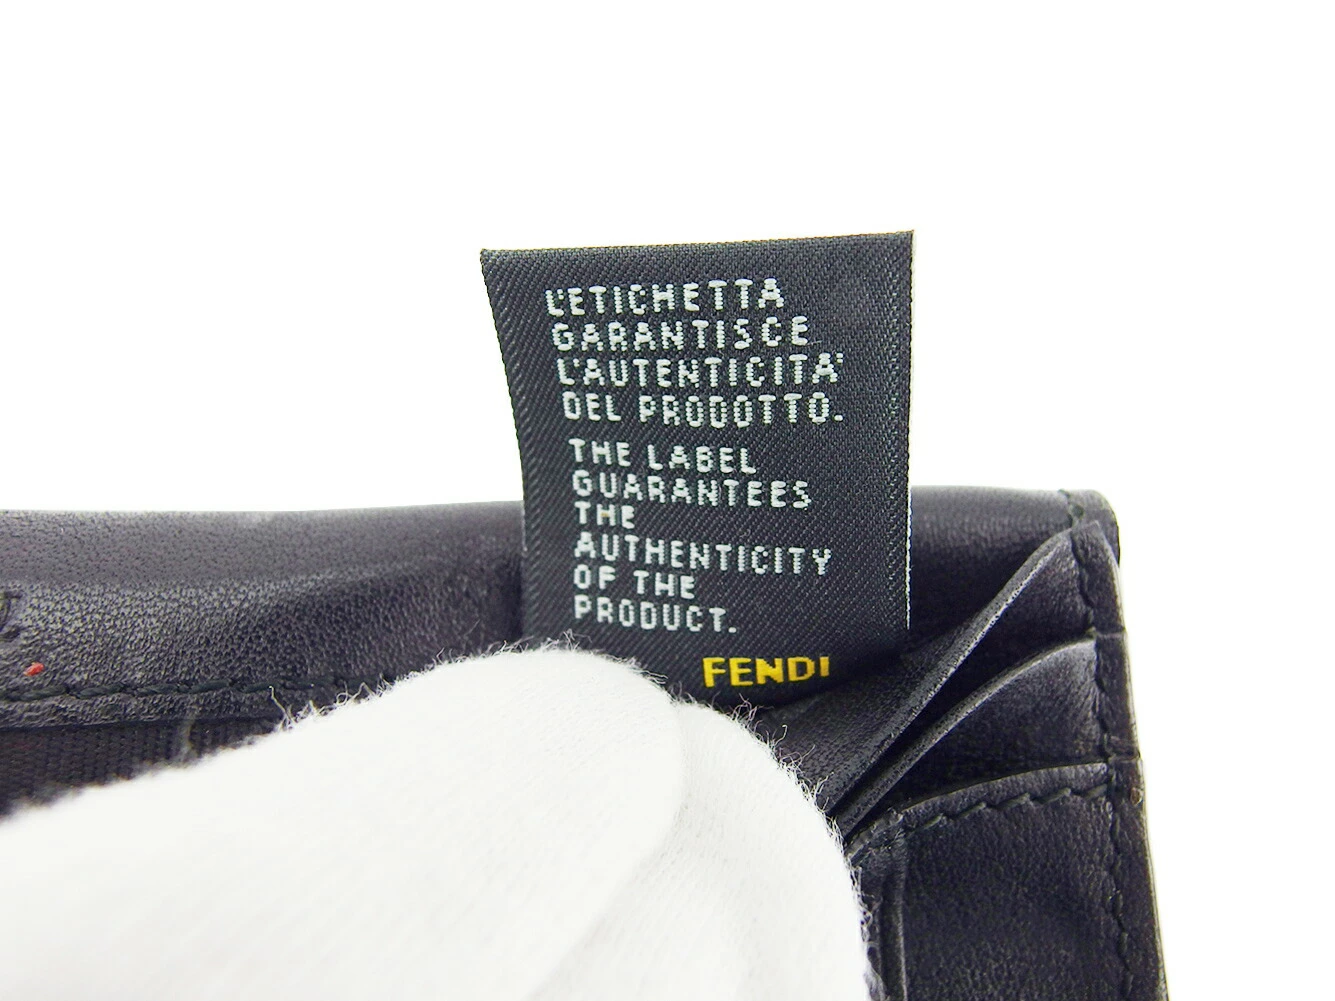 L'ETICHETTA
GARANTISCE
L'AUTENTICITA'
DEL PRODOTTO.
THE LABEL
GUARANTEES
THE
AUTHENTICITY
OF THE
PRODUCT.
FENDI